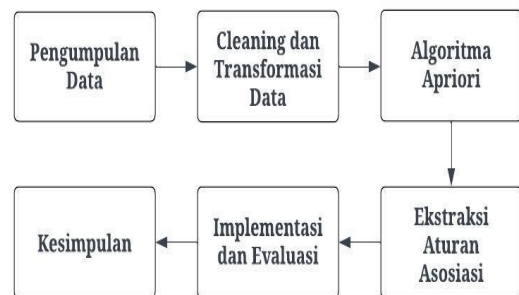 Pengumpulan
Data
Cleaning dan
Transformasi
Data
Algoritma
Apriori
Ekstraksi
Aturan
Asosiasi
Implementasi
dan Evaluasi
Kesimpulan